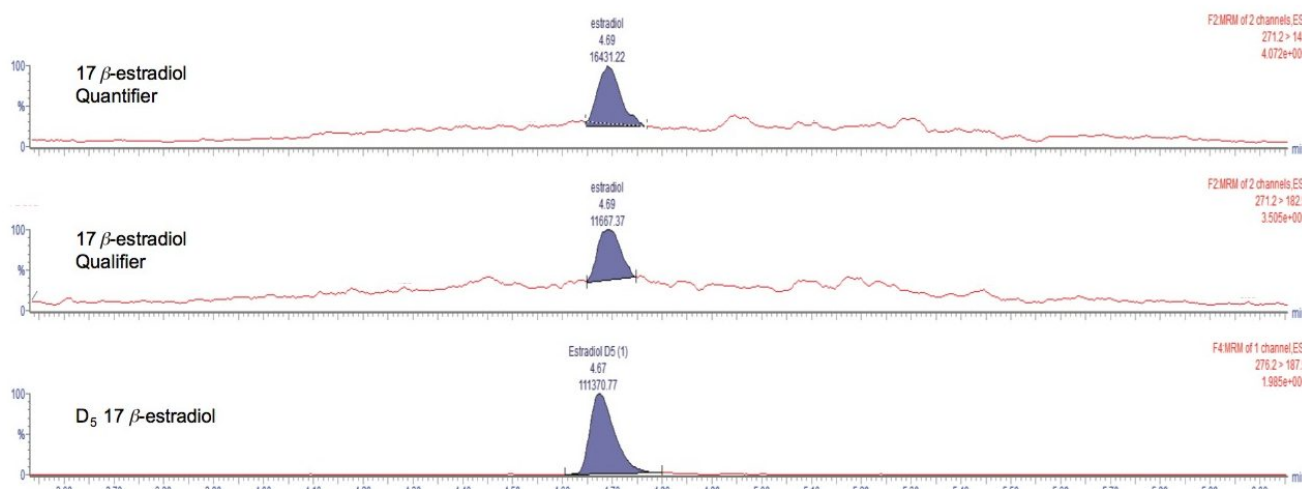 estradiol
4.69
16431.22
F2:MRM of 2 channels,ES
271.2 > 14
4.072e+00
100
%
0
17 β-estradiol
Quantifier
estradiol
4.69
11667.37
F2:MRM of 2 channels,ES
271.2 > 182.
3.505e+00
100
%
0
17 β-estradiol
Qualifier
Estradiol D5 (1)
4.67
111370.77
F4:MRM of 1 channel,ES
276.2 > 187.
1.985e+00
100
%
0
D₅ 17 β-estradiol